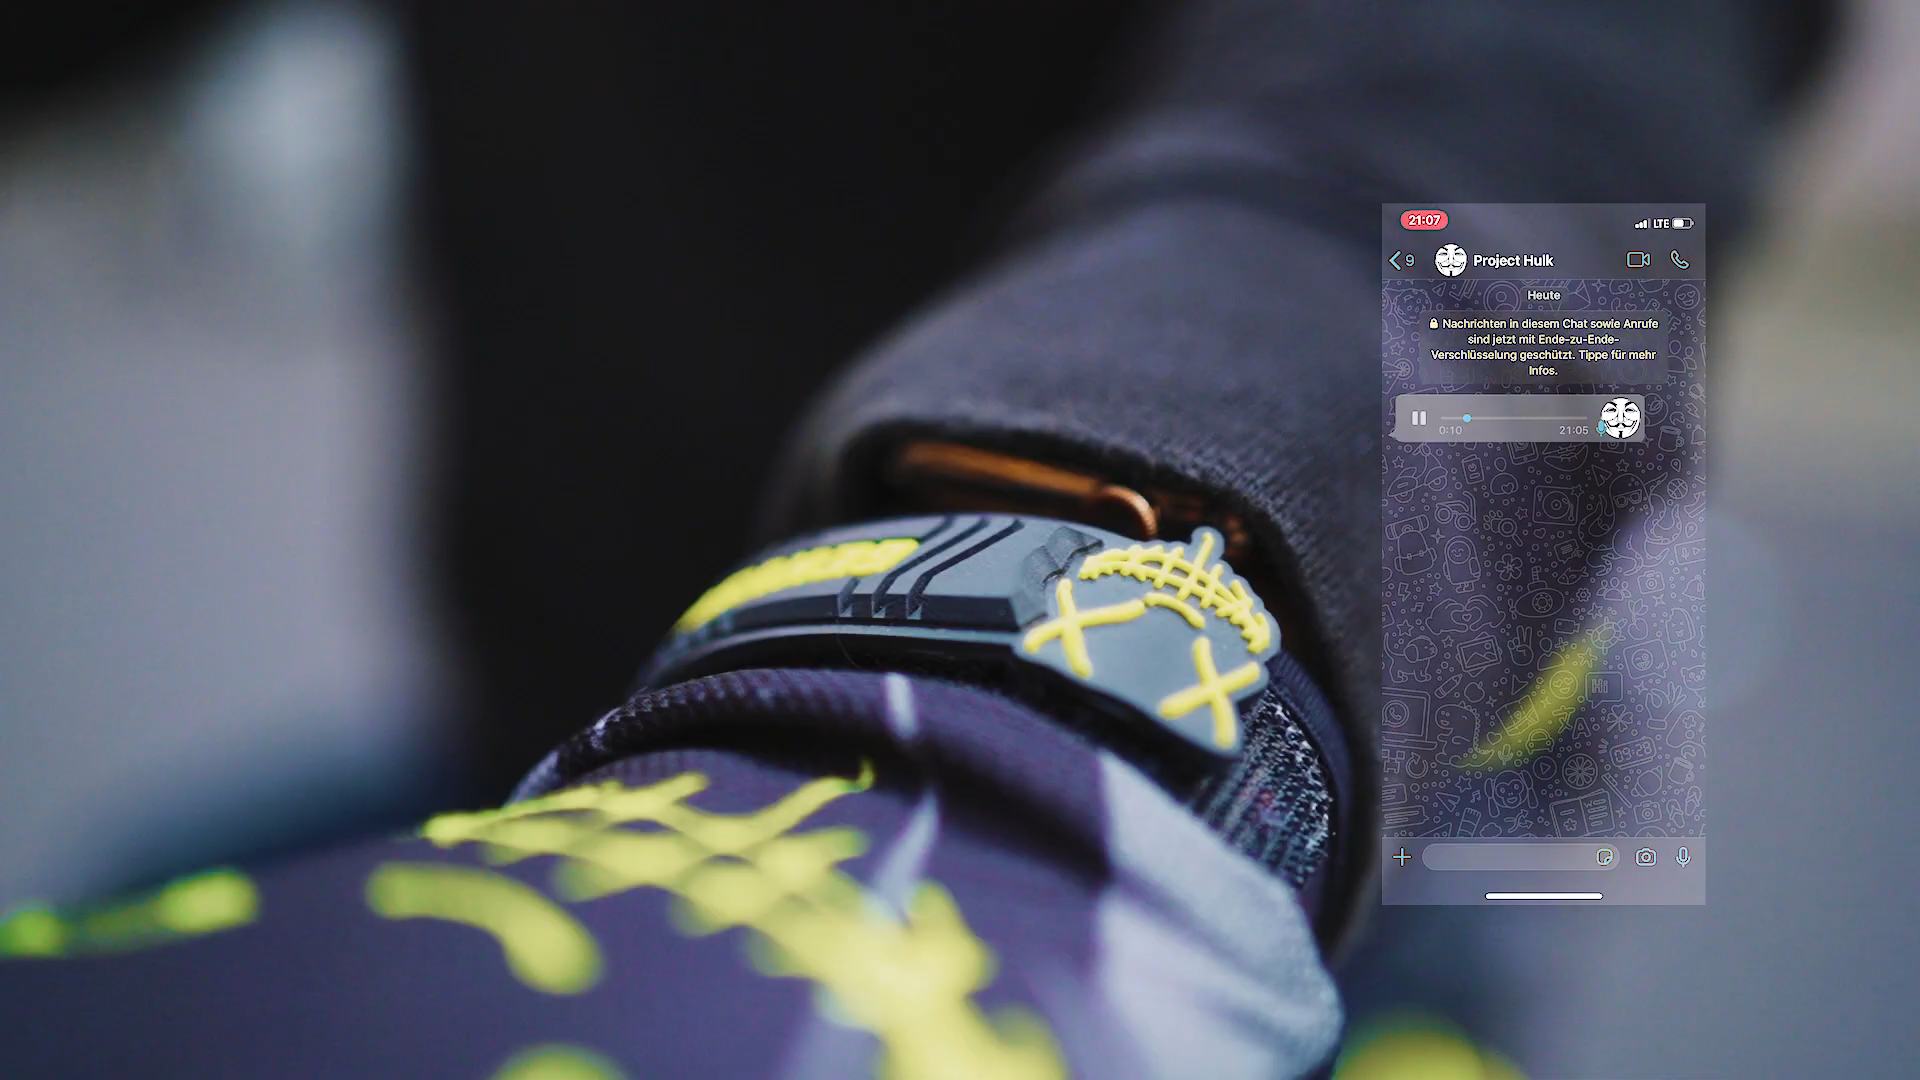 21:07
LTE
9
Project Hulk
Heute
Nachrichten in diesem Chat sowie Anrufe
sind jetzt mit Ende-zu-Ende-
Verschlüsselung geschützt. Tippe für mehr
Infos.
0:10
21:05
Hi